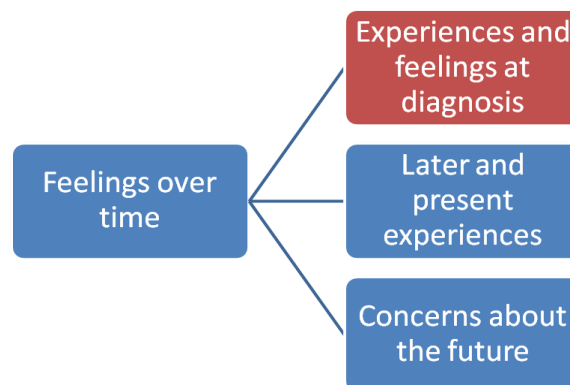 Feelings over
time
Experiences and
feelings at
diagnosis
Later and
present
experiences
Concerns about
the future